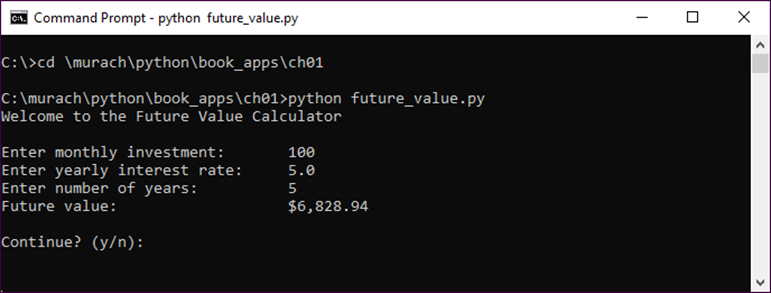 Command Prompt - python  future_value.py
C:\>cd \murach\python\book_apps\ch01
C:\murach\python\book_apps\ch01>python future_value.py
Welcome to the Future Value Calculator
Enter monthly investment:       100
Enter yearly interest rate:     5.0
Enter number of years:          5
Future value:                   $6,828.94
Continue? (y/n):